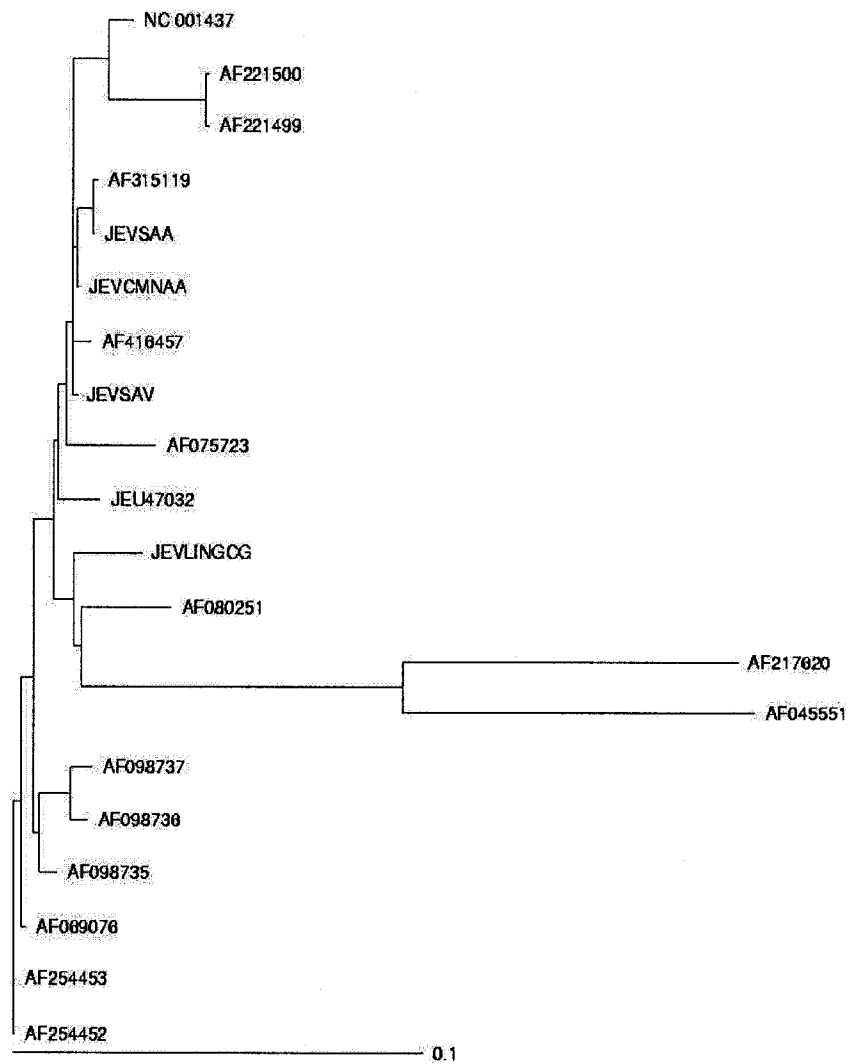 NC 001437
AF221500
AF221499
AF315119
JEVSAA
JEVCMNAA
AF416457
JEVSAV
AF075723
JEU47032
JEVLINGCG
AF080251
AF217620
AF045551
AF098737
AF098736
AF098735
AF069076
AF254453
AF254452
0.1